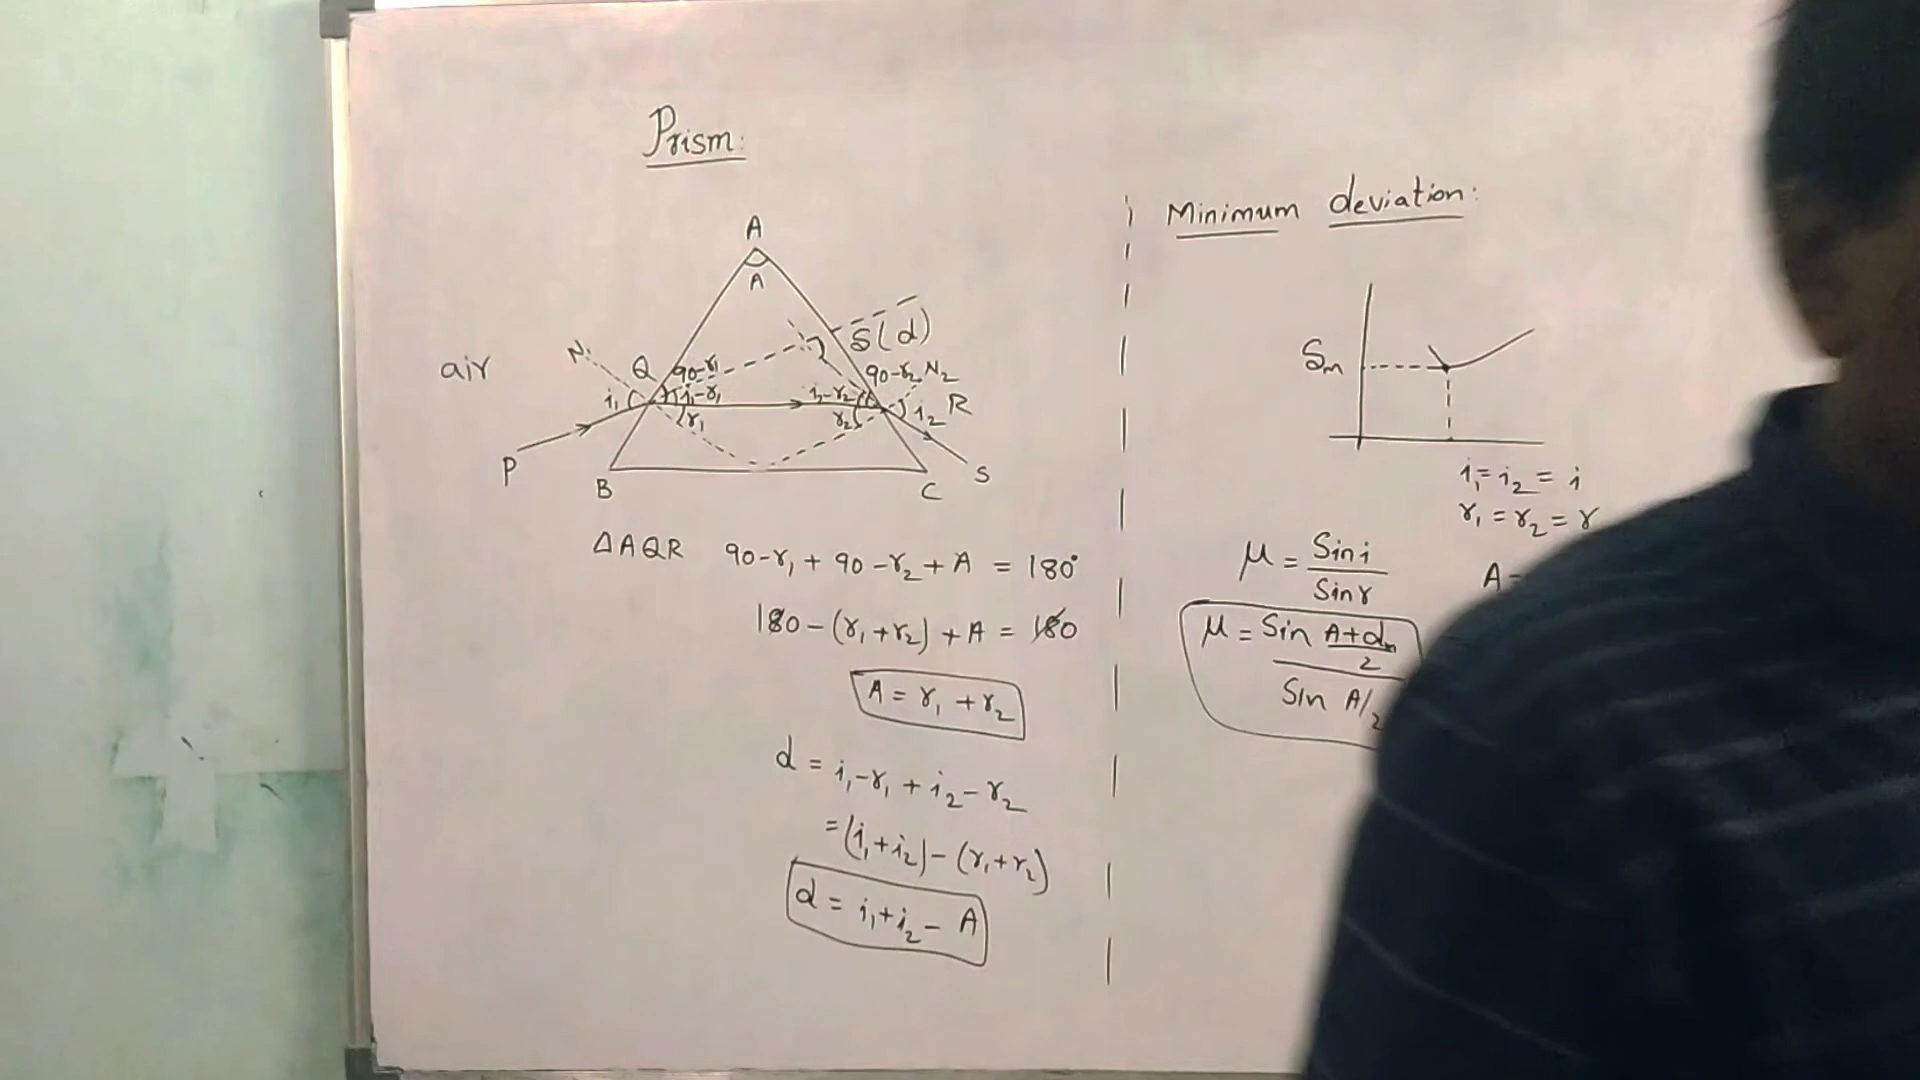 Prism:
A
A
air
N₁
Q
90-r₁
i₁-r₁
i₁
r₁
δ(d)
90-r₂
N₂
i₂-r₂
r₂
i₂
R
P
S
B
C
ΔAQR 90-r₁+90-r₂+A = 180°
180-(r₁+r₂)+A = 180
A = r₁+r₂
d = i₁-r₁+i₂-r₂
=(i₁+i₂)-(r₁+r₂)
d = i₁+i₂-A
Minimum deviation:
δm
i₁=i₂=i
r₁=r₂=r
μ = Sin i / Sin r
A=
μ = Sin A+dm/2 / Sin A/2